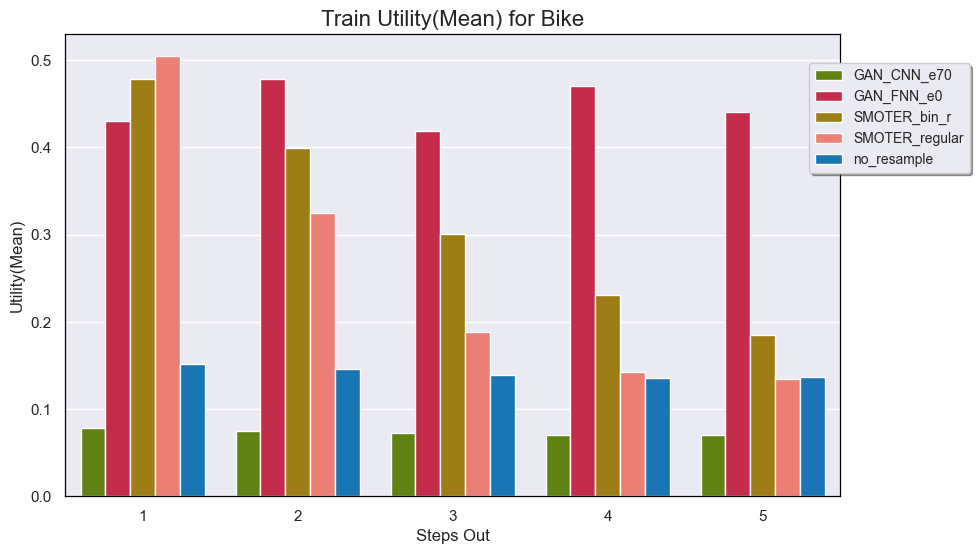 Train Utility(Mean) for Bike
0.5
0.4
0.3
0.2
0.1
0.0
Utility(Mean)
1
2
3
4
5
Steps Out
GAN_CNN_e70
GAN_FNN_e0
SMOTER_bin_r
SMOTER_regular
no_resample